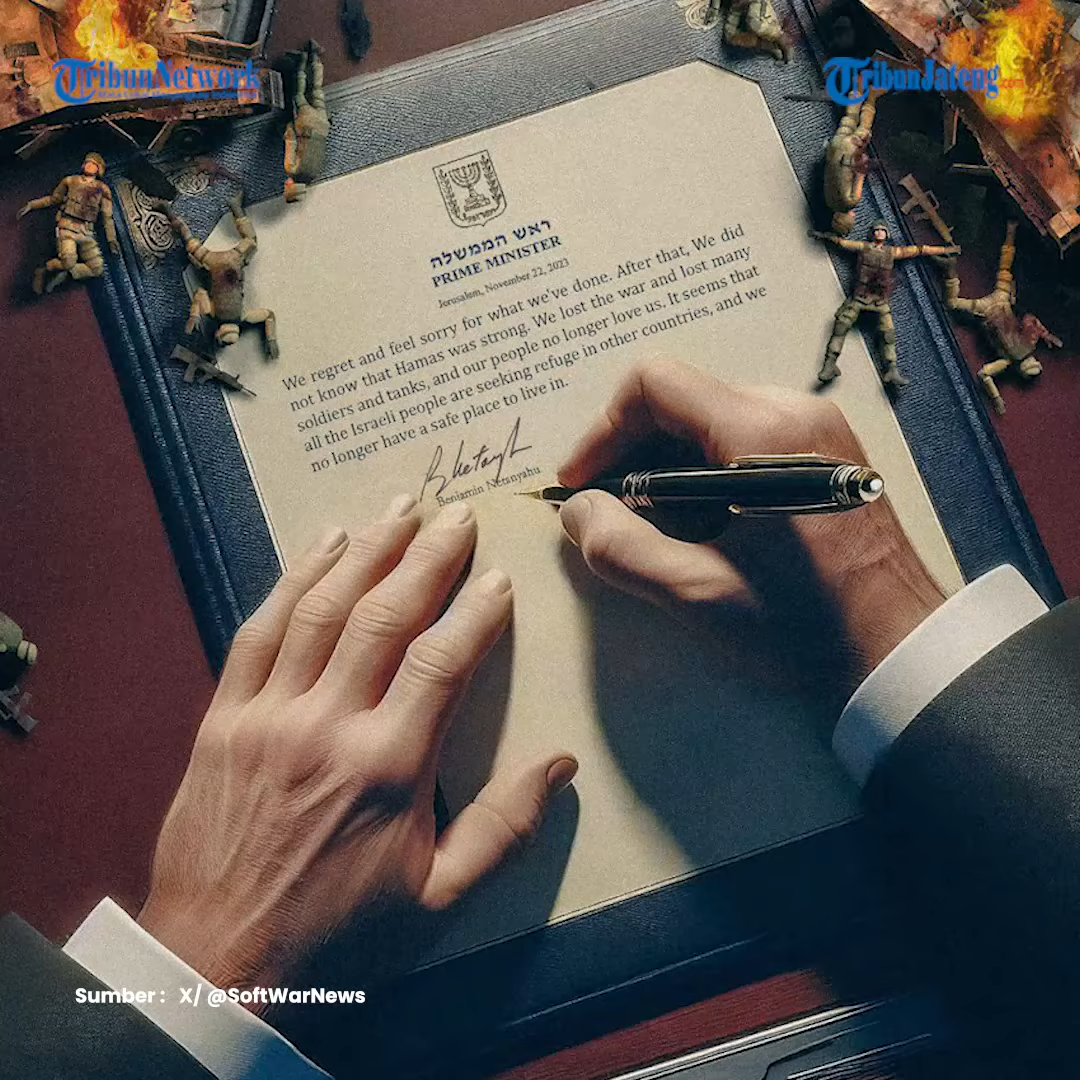 TribunNetwork
TribunJateng.com
ראש הממשלה
PRIME MINISTER
Jerusalem, November 22, 2023
We regret and feel sorry for what we've done. After that, We did
not know that Hamas was strong. We lost the war and lost many
soldiers and tanks, and our people no longer love us. It seems that
all the Israeli people are seeking refuge in other countries, and we
no longer have a safe place to live in.
Benjamin Netanyahu
Sumber : X/ @SoftWarNews